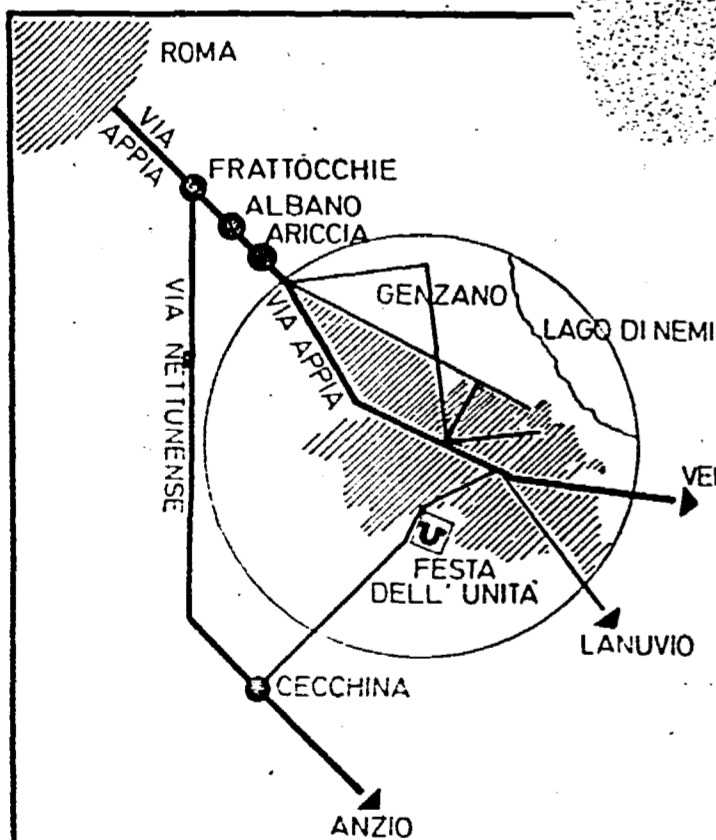 ROMA
VIA
APPIA
FRATTOCCHIE
ALBANO
ARICCIA
GENZANO
LAGO DI NEMI
VIA APPIA
VIA NETTUNENSE
U
FESTA
DELL'UNITÀ
LANUVIO
CECCHINA
ANZIO